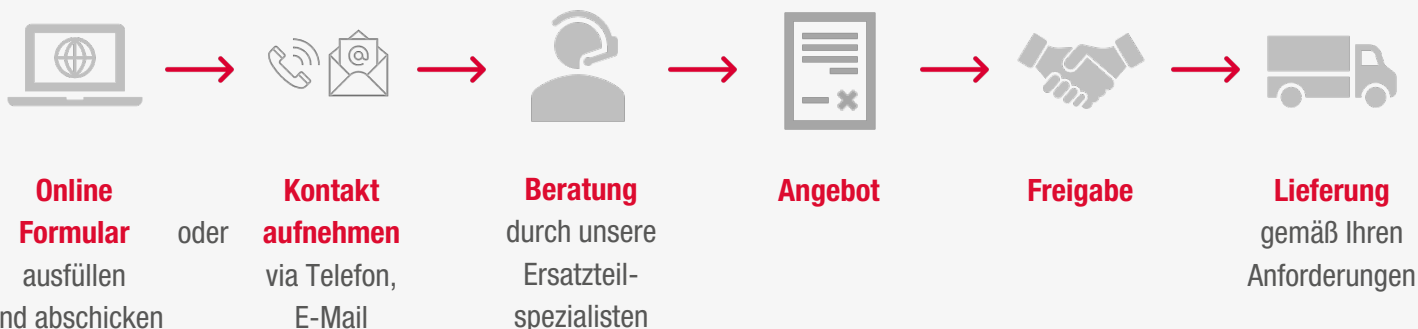 Online
Formular
ausfüllen
nd abschicken
oder
Kontakt
aufnehmen
via Telefon,
E-Mail
Beratung
durch unsere
Ersatzteil-
spezialisten
Angebot
Freigabe
Lieferung
gemäß Ihren
Anforderungen